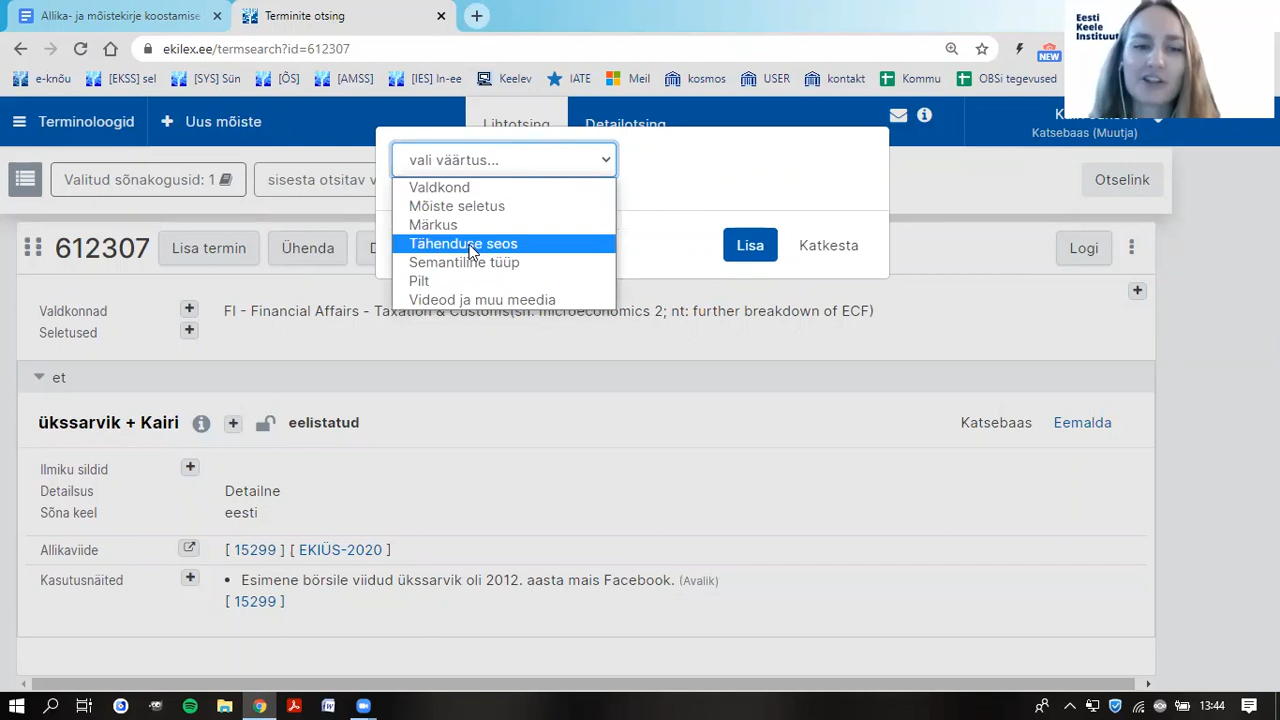 Allika- ja mõistekirje koostamise
Terminite otsing
ekilex.ee/termsearch?id=612307
NEW
e-knõu
[EKSS] sel
[SYS] Sün
[ÕS]
[AMSS]
[IES] In-ee
Keelev
IATE
Meil
kosmos
USER
kontakt
Kommu
OBSi tegevused
Eesti
Keele
Instituut
Terminoloogid
Uus mõiste
Lihtotsing
Detailotsing
Katsebaas (Muutja)
Valitud sõnakogusid: 1
sisesta otsitav v
Otselink
vali väärtus...
Valdkond
Mõiste seletus
Märkus
Tähenduse seos
Semantiline tüüp
Pilt
Videod ja muu meedia
Lisa
Katkesta
612307
Lisa termin
Ühenda
D
Logi
Valdkonnad
FI - Financial Affairs - Taxation & Customs(sh. microeconomics 2; nt: further breakdown of ECF)
Seletused
et
ükssarvik + Kairi
eelistatud
Katsebaas
Eemalda
Ilmiku sildid
Detailsus
Detailne
Sõna keel
eesti
Allikaviide
[ 15299 ] [ EKIÜS-2020 ]
Kasutusnäited
• Esimene börsile viidud ükssarvik oli 2012. aasta mais Facebook. (Avalik)
[ 15299 ]
13:44